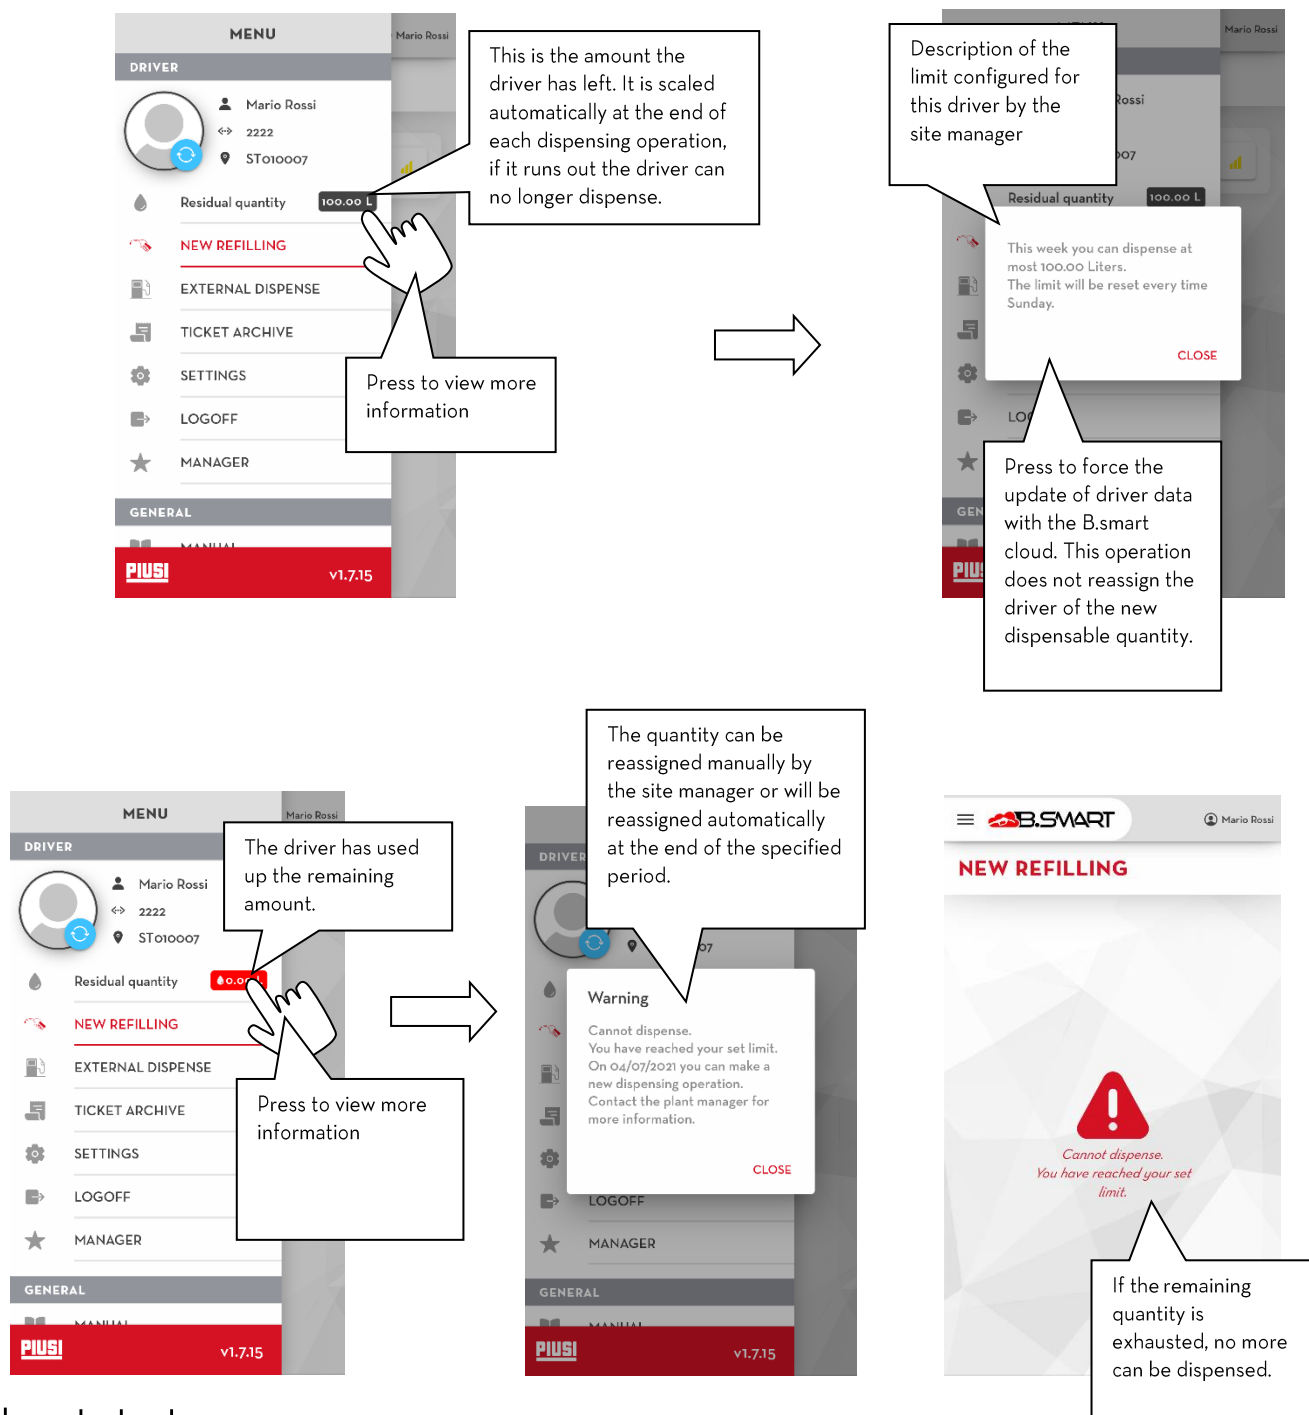 MENU
Mario Rossi
DRIVER
Mario Rossi
2222
ST010007
Residual quantity
100.00 L
NEW REFILLING
EXTERNAL DISPENSE
TICKET ARCHIVE
SETTINGS
LOGOFF
MANAGER
GENERAL
MANUAL
PIUSI
v1.7.15
This is the amount the
driver has left. It is scaled
automatically at the end of
each dispensing operation,
if it runs out the driver can
no longer dispense.
Press to view more
information
Description of the
limit configured for
this driver by the
site manager
Mario Rossi
Rossi
007
Residual quantity
100.00 L
This week you can dispense at
most 100.00 Liters.
The limit will be reset every time
Sunday.
CLOSE
LO
GEN
PIUS
Press to force the
update of driver data
with the B.smart
cloud. This operation
does not reassign the
driver of the new
dispensable quantity.
MENU
Mario Rossi
DRIVER
Mario Rossi
2222
ST010007
Residual quantity
0.00 L
NEW REFILLING
EXTERNAL DISPENSE
TICKET ARCHIVE
SETTINGS
LOGOFF
MANAGER
GENERAL
MANUAL
PIUSI
v1.7.15
The driver has used
up the remaining
amount.
Press to view more
information
The quantity can be
reassigned manually by
the site manager or will be
reassigned automatically
at the end of the specified
period.
DRIVER
07
Warning
Cannot dispense.
You have reached your set limit.
On 04/07/2021 you can make a
new dispensing operation.
Contact the plant manager for
more information.
CLOSE
LOGOFF
MANAGER
GENERAL
MANUAL
PIUSI
v1.7.15
B.SMART
Mario Rossi
NEW REFILLING
Cannot dispense.
You have reached your set
limit.
If the remaining
quantity is
exhausted, no more
can be dispensed.